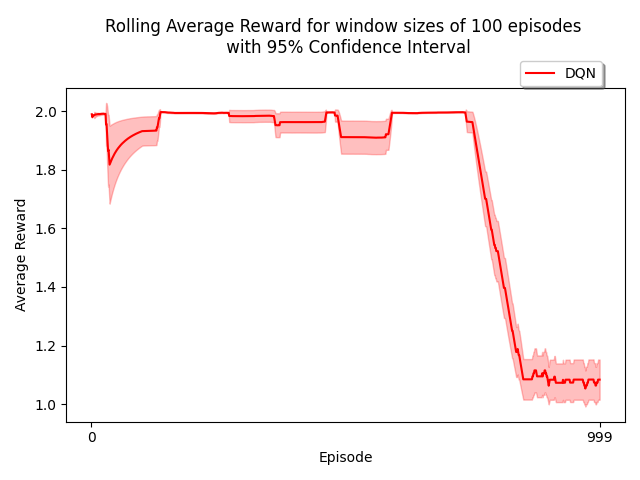 Rolling Average Reward for window sizes of 100 episodes
with 95% Confidence Interval
DQN
2.0
1.8
1.6
1.4
1.2
1.0
Average Reward
0
999
Episode